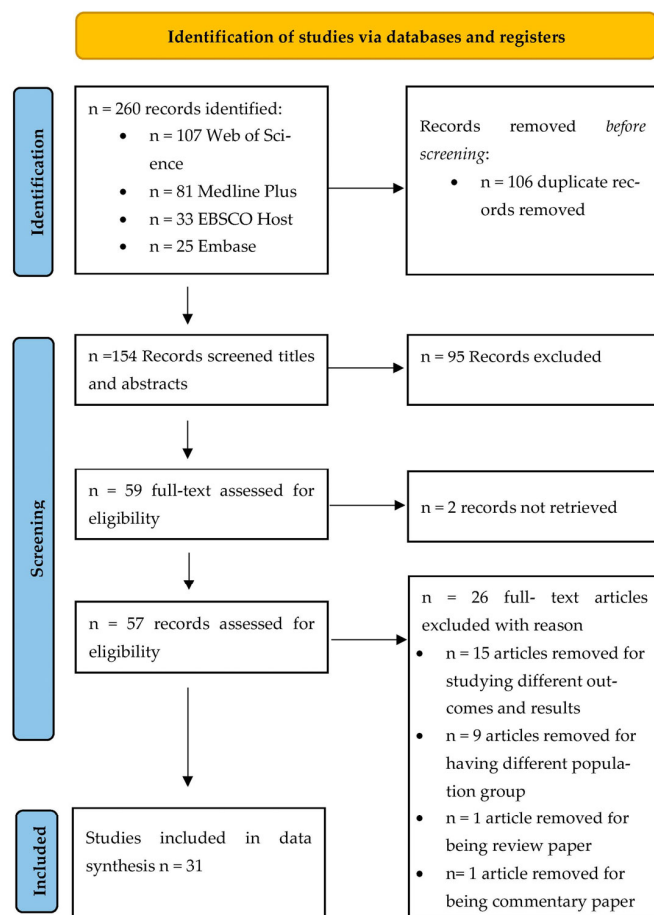 Identification of studies via databases and registers
Identification
n = 260 records identified:
• n = 107 Web of Sci-
ence
• n = 81 Medline Plus
• n = 33 EBSCO Host
• n = 25 Embase
Records removed before
screening:
• n = 106 duplicate rec-
ords removed
Screening
n =154 Records screened titles
and abstracts
n = 95 Records excluded
n = 59 full-text assessed for
eligibility
n = 2 records not retrieved
n = 57 records assessed for
eligibility
n = 26 full- text articles
excluded with reason
• n = 15 articles removed for
studying different out-
comes and results
• n = 9 articles removed for
having different popula-
tion group
• n = 1 article removed for
being review paper
• n= 1 article removed for
being commentary paper
Included
Studies included in data
synthesis n = 31